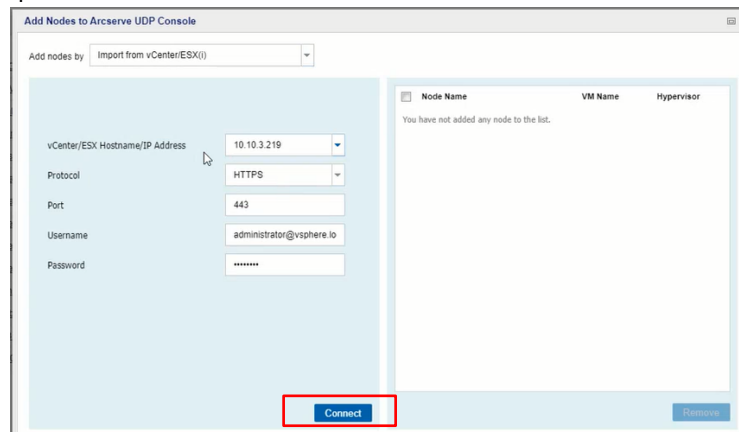 Add Nodes to Arcserve UDP Console
Add nodes by Import from vCenter/ESX(i)
Node Name VM Name Hypervisor
You have not added any node to the list.
vCenter/ESX Hostname/IP Address 10.10.3.219
Protocol HTTPS
Port 443
Username administrator@vsphere.lo
Password ••••••••
Connect
Remove